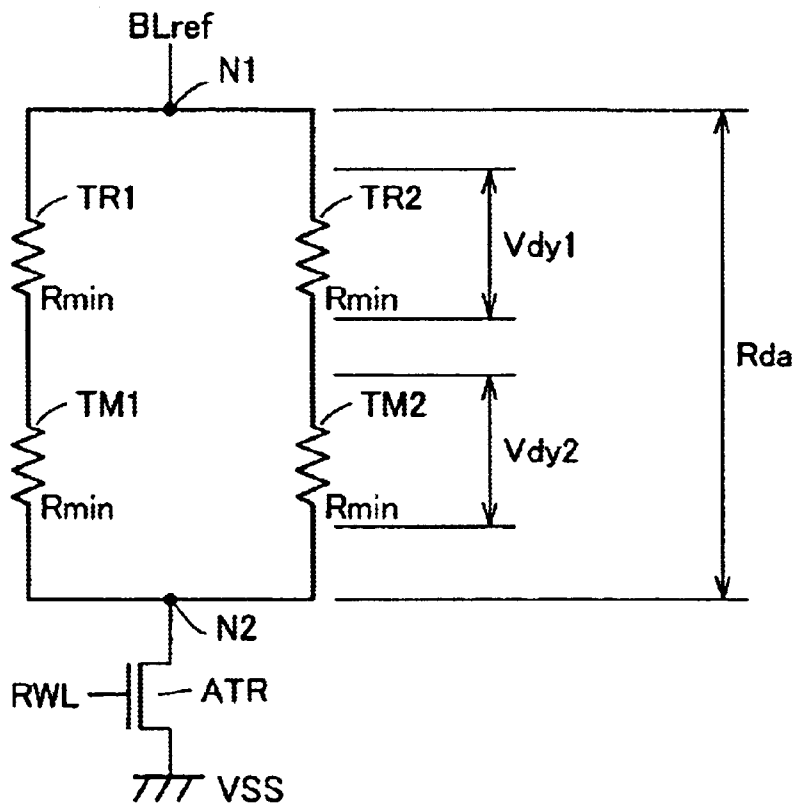 BLref
N1
TR1
TR2
Vdy1
Rmin
Rmin
Rda
TM1
TM2
Vdy2
Rmin
Rmin
N2
RWL
ATR
VSS